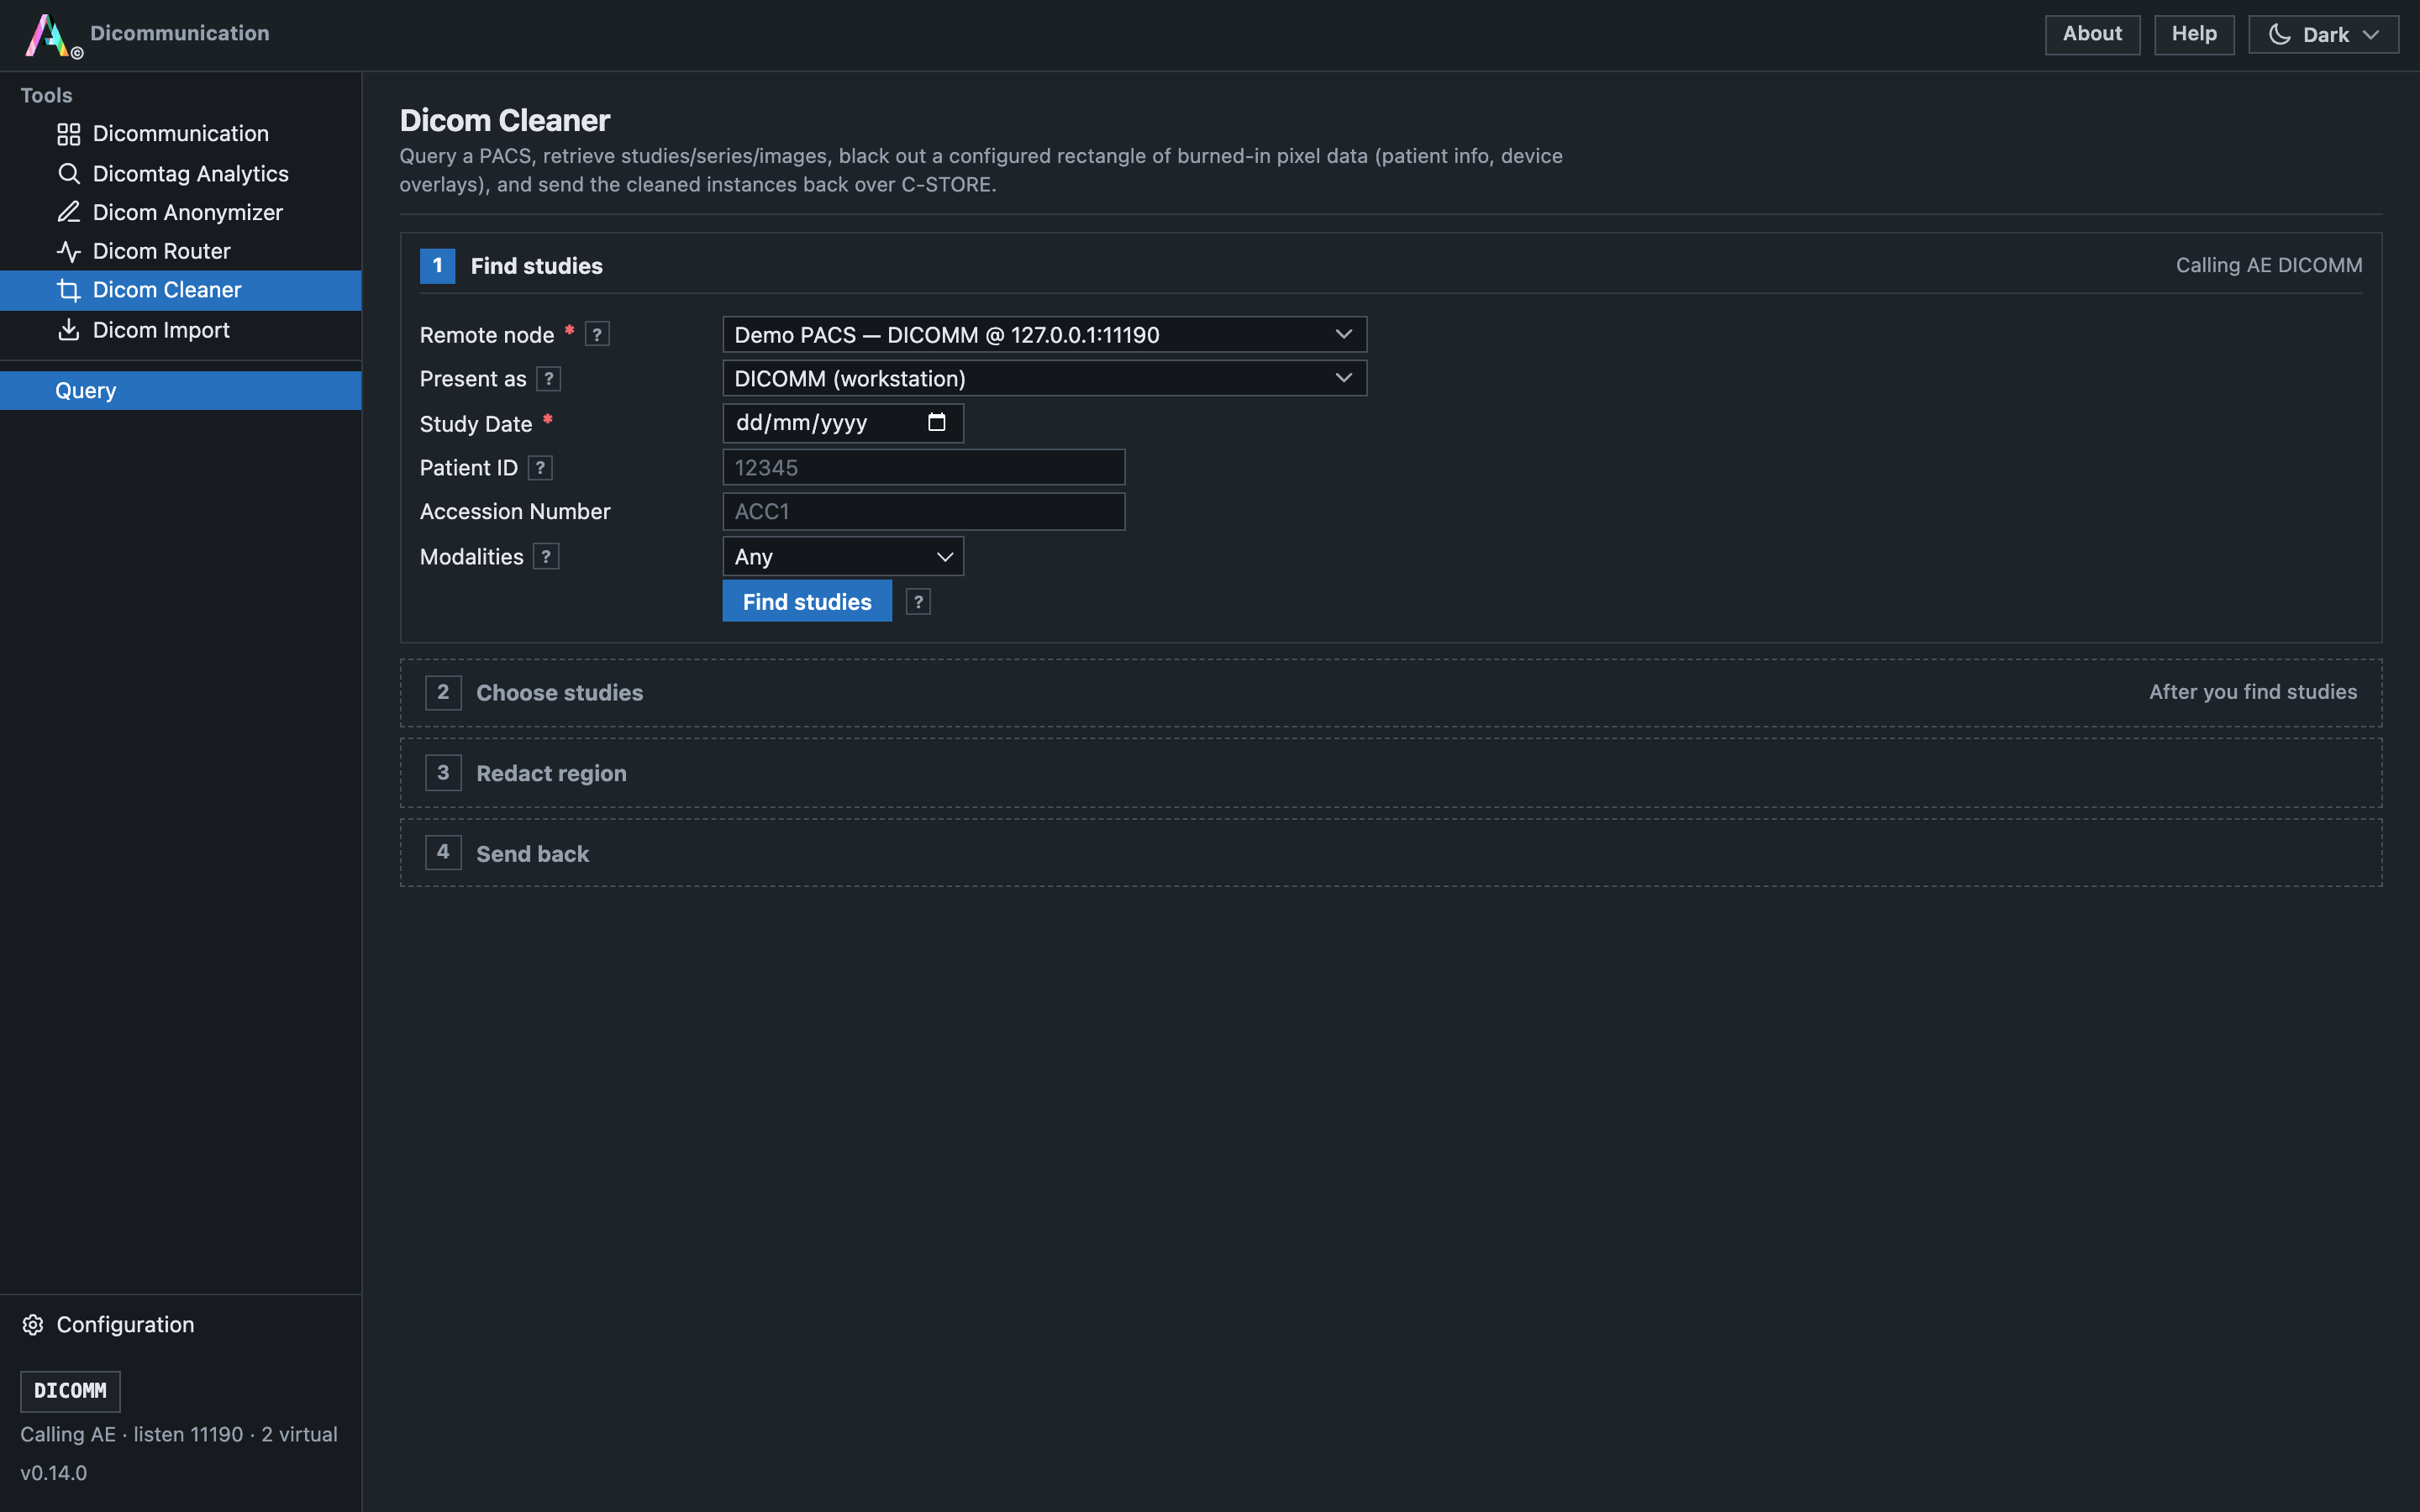 Dicommunication
About
Help
Dark
Tools
Dicommunication
Dicomtag Analytics
Dicom Anonymizer
Dicom Router
Dicom Cleaner
Dicom Import
Query
Configuration
DICOMM
Calling AE · listen 11190 · 2 virtual
v0.14.0
Dicom Cleaner
Query a PACS, retrieve studies/series/images, black out a configured rectangle of burned-in pixel data (patient info, device
overlays), and send the cleaned instances back over C-STORE.
1 Find studies
Calling AE DICOMM
Remote node * ?
Demo PACS — DICOMM @ 127.0.0.1:11190
Present as ?
DICOMM (workstation)
Study Date *
dd/mm/yyyy
Patient ID ?
12345
Accession Number
ACC1
Modalities ?
Any
Find studies ?
2 Choose studies
After you find studies
3 Redact region
4 Send back